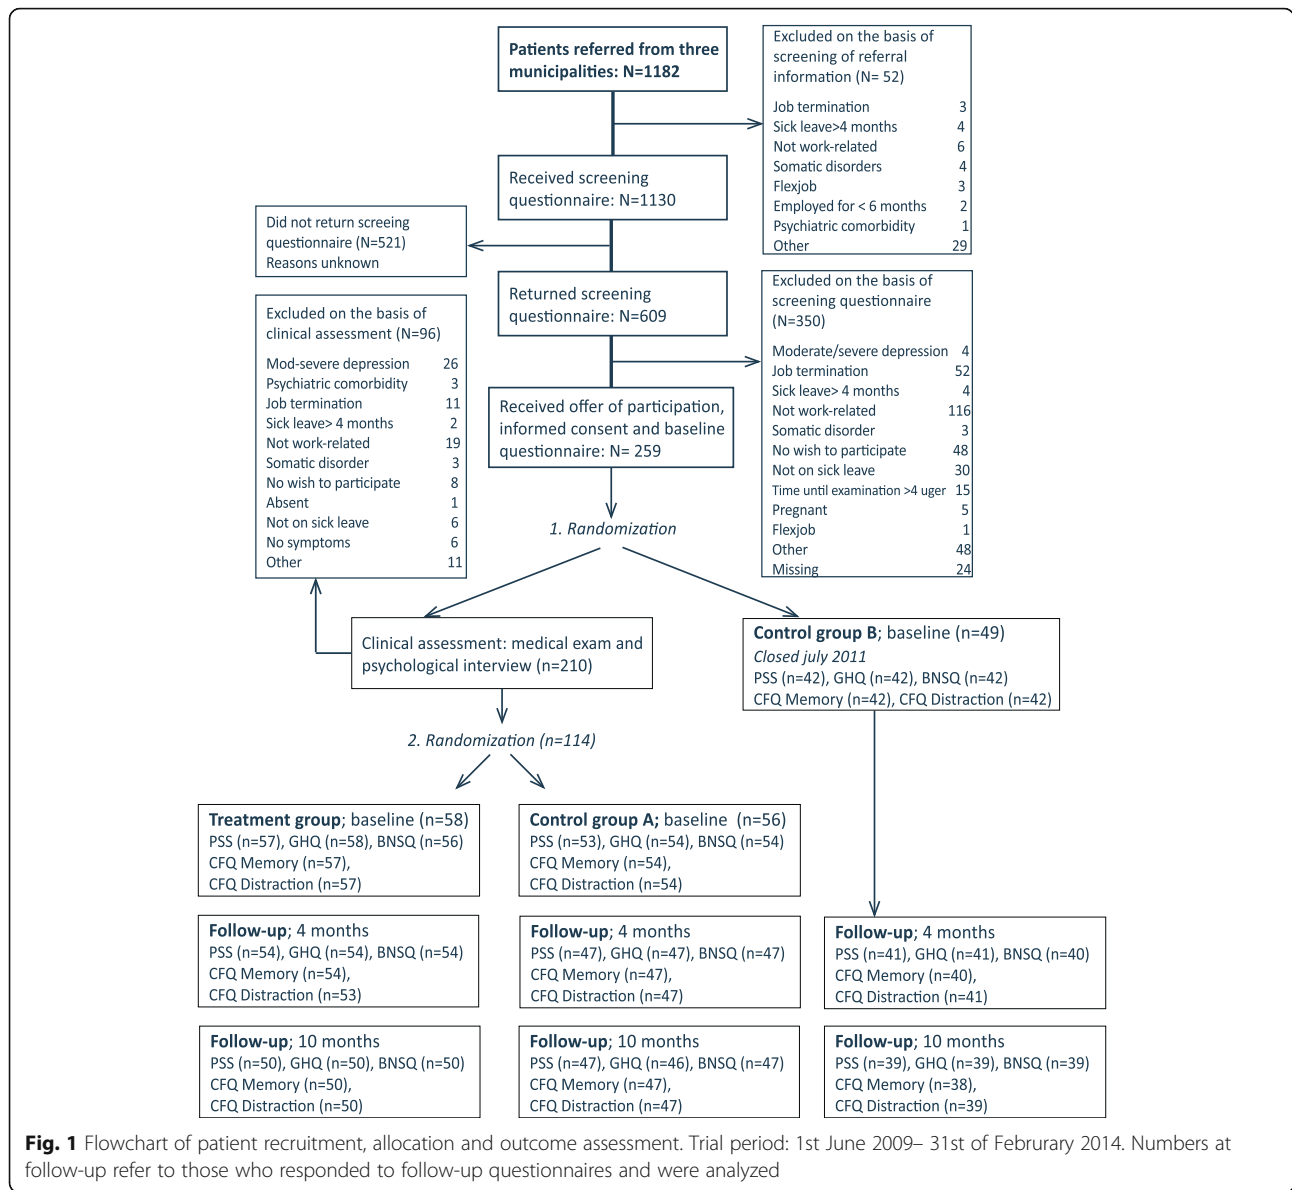 Patients referred from three
municipalities: N=1182
Excluded on the basis of
screening of referral
information (N= 52)
Job termination 3
Sick leave>4 months 4
Not work-related 6
Somatic disorders 4
Flexjob 3
Employed for < 6 months 2
Psychiatric comorbidity 1
Other 29
Received screening
questionnaire: N=1130
Did not return screeing
questionnaire (N=521)
Reasons unknown
Returned screening
questionnaire: N=609
Excluded on the basis of
screening questionnaire
(N=350)
Moderate/severe depression 4
Job termination 52
Sick leave> 4 months 4
Not work-related 116
Somatic disorder 3
No wish to participate 48
Not on sick leave 30
Time until examination >4 uger 15
Pregnant 5
Flexjob 1
Other 48
Missing 24
Excluded on the basis of
clinical assessment (N=96)
Mod-severe depression 26
Psychiatric comorbidity 3
Job termination 11
Sick leave> 4 months 2
Not work-related 19
Somatic disorder 3
No wish to participate 8
Absent 1
Not on sick leave 6
No symptoms 6
Other 11
Received offer of participation,
informed consent and baseline
questionnaire: N= 259
1. Randomization
Clinical assessment: medical exam and
psychological interview (n=210)
Control group B; baseline (n=49)
Closed july 2011
PSS (n=42), GHQ (n=42), BNSQ (n=42)
CFQ Memory (n=42), CFQ Distraction (n=42)
2. Randomization (n=114)
Treatment group; baseline (n=58)
PSS (n=57), GHQ (n=58), BNSQ (n=56)
CFQ Memory (n=57),
CFQ Distraction (n=57)
Control group A; baseline (n=56)
PSS (n=53), GHQ (n=54), BNSQ (n=54)
CFQ Memory (n=54),
CFQ Distraction (n=54)
Follow-up; 4 months
PSS (n=54), GHQ (n=54), BNSQ (n=54)
CFQ Memory (n=54),
CFQ Distraction (n=53)
Follow-up; 4 months
PSS (n=47), GHQ (n=47), BNSQ (n=47)
CFQ Memory (n=47),
CFQ Distraction (n=47)
Follow-up; 4 months
PSS (n=41), GHQ (n=41), BNSQ (n=40)
CFQ Memory (n=40),
CFQ Distraction (n=41)
Follow-up; 10 months
PSS (n=50), GHQ (n=50), BNSQ (n=50)
CFQ Memory (n=50),
CFQ Distraction (n=50)
Follow-up; 10 months
PSS (n=47), GHQ (n=46), BNSQ (n=47)
CFQ Memory (n=47),
CFQ Distraction (n=47)
Follow-up; 10 months
PSS (n=39), GHQ (n=39), BNSQ (n=39)
CFQ Memory (n=38),
CFQ Distraction (n=39)
Fig. 1 Flowchart of patient recruitment, allocation and outcome assessment. Trial period: 1st June 2009– 31st of Februrary 2014. Numbers at
follow-up refer to those who responded to follow-up questionnaires and were analyzed